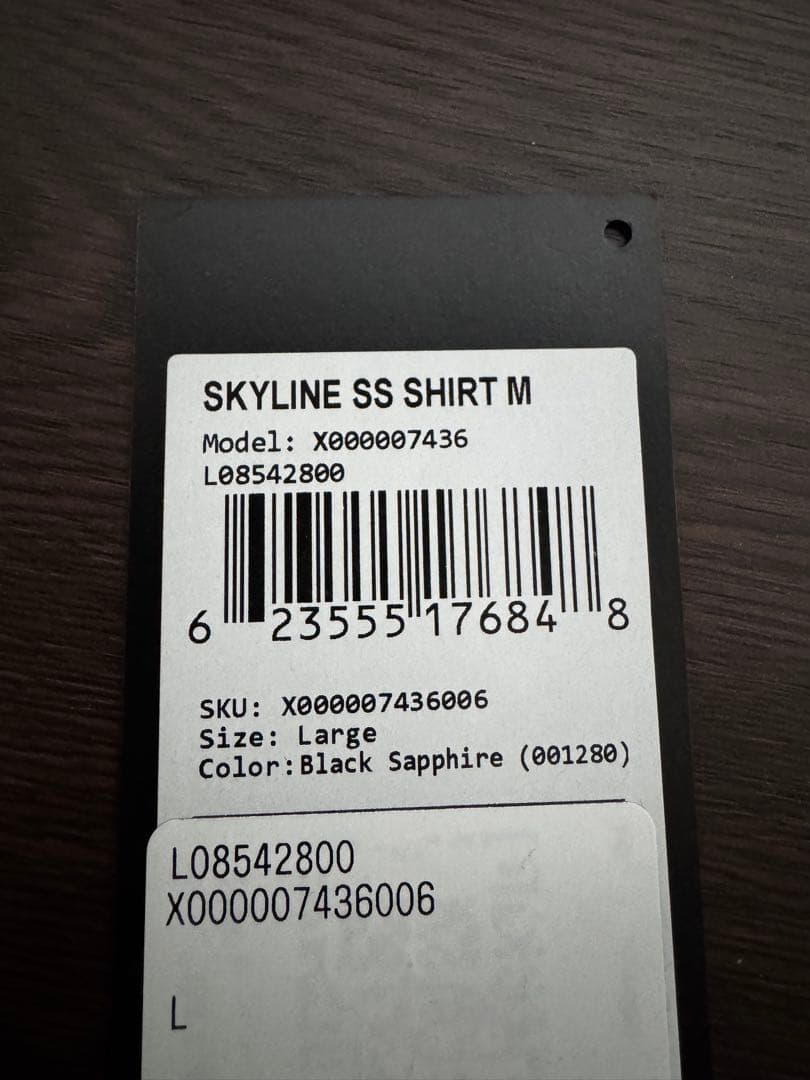 SKYLINE SS SHIRT M
Model: X000007436
L08542800
6 23555 17684 8
SKU: X000007436006
Size: Large
Color:Black Sapphire (001280)
L08542800
X000007436006
L